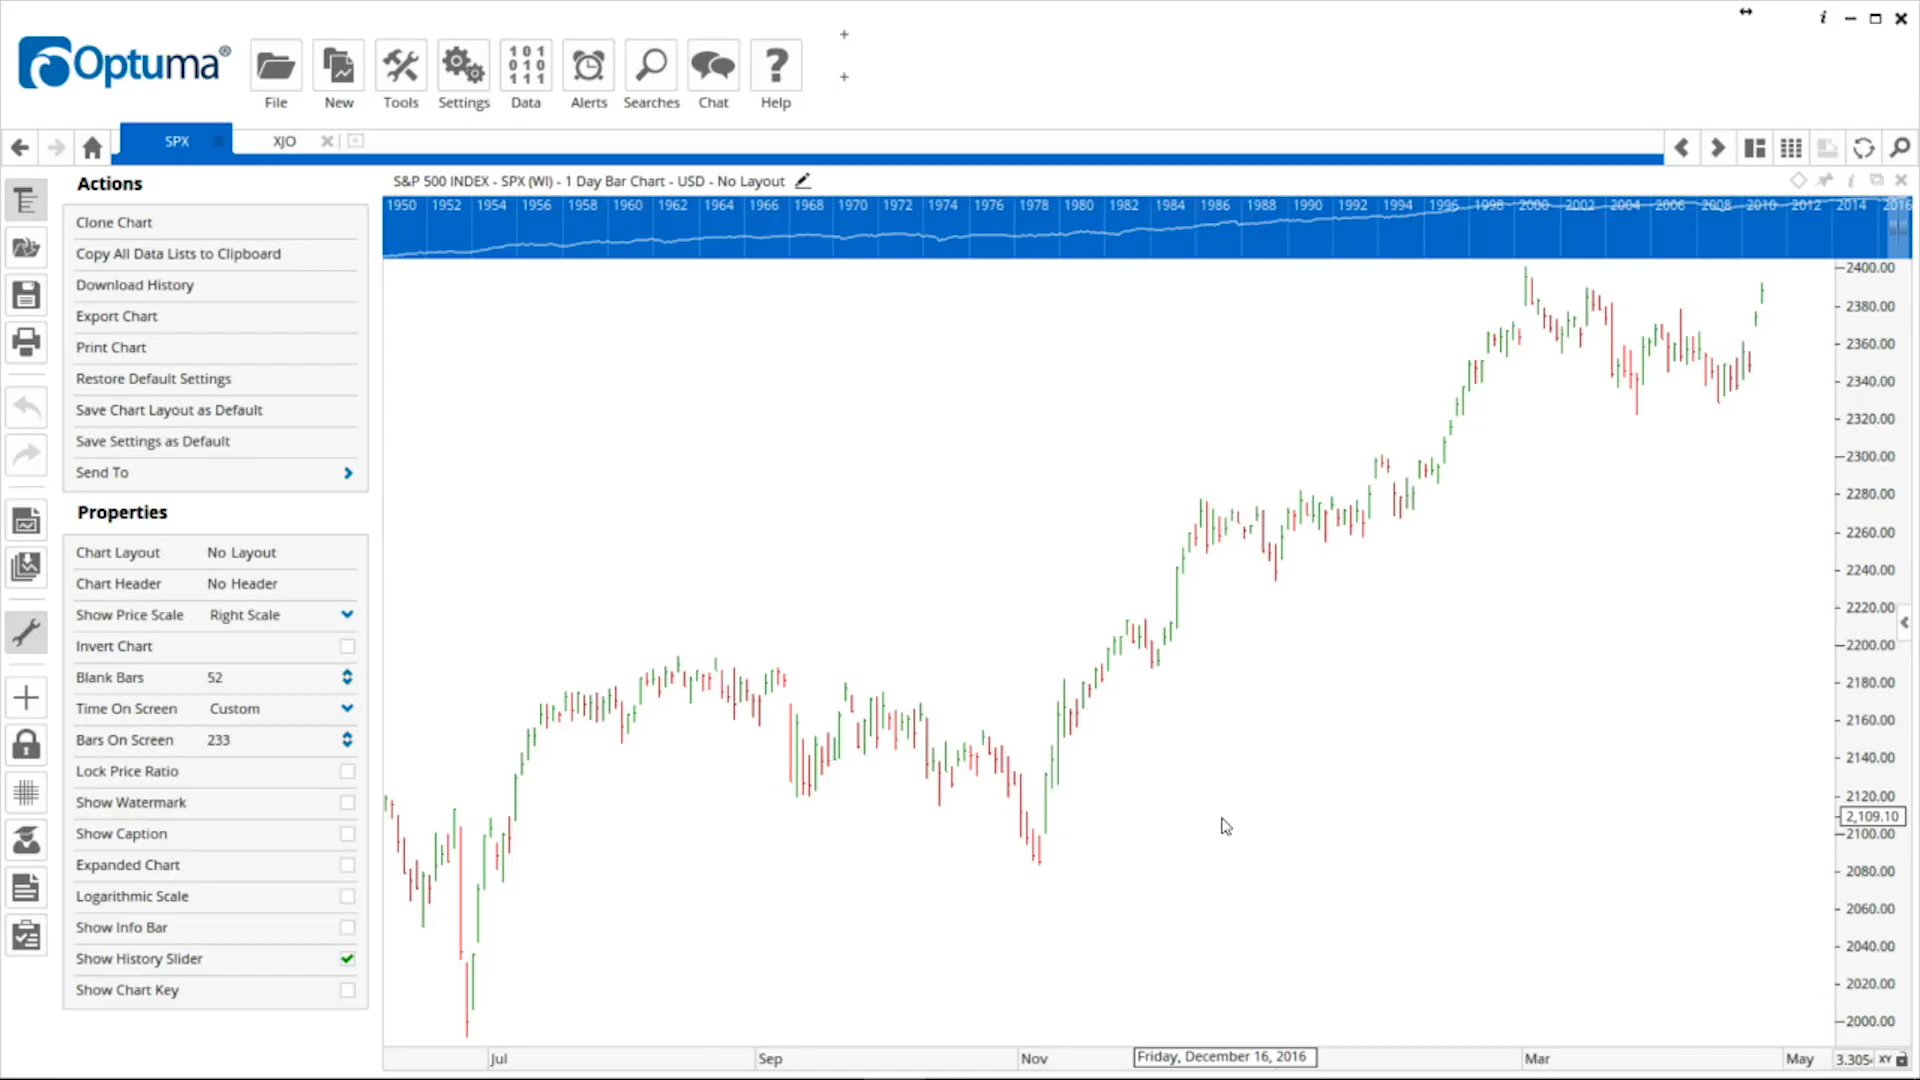 Optuma®
File New Tools Settings Data Alerts Searches Chat Help
SPX XJO
Actions
Clone Chart
Copy All Data Lists to Clipboard
Download History
Export Chart
Print Chart
Restore Default Settings
Save Chart Layout as Default
Save Settings as Default
Send To
Properties
Chart Layout No Layout
Chart Header No Header
Show Price Scale Right Scale
Invert Chart
Blank Bars 52
Time On Screen Custom
Bars On Screen 233
Lock Price Ratio
Show Watermark
Show Caption
Expanded Chart
Logarithmic Scale
Show Info Bar
Show History Slider
Show Chart Key
S&P 500 INDEX - SPX (WI) - 1 Day Bar Chart - USD - No Layout
1950 1952 1954 1956 1958 1960 1962 1964 1966 1968 1970 1972 1974 1976 1978 1980 1982 1984 1986 1988 1990 1992 1994 1996 1998 2000 2002 2004 2006 2008 2010 2012 2014 2016
2400.00
2380.00
2360.00
2340.00
2320.00
2300.00
2280.00
2260.00
2240.00
2220.00
2200.00
2180.00
2160.00
2140.00
2120.00
2,109.10
2100.00
2080.00
2060.00
2040.00
2020.00
2000.00
Jul Sep Nov Friday, December 16, 2016 Mar May 3.305 XY